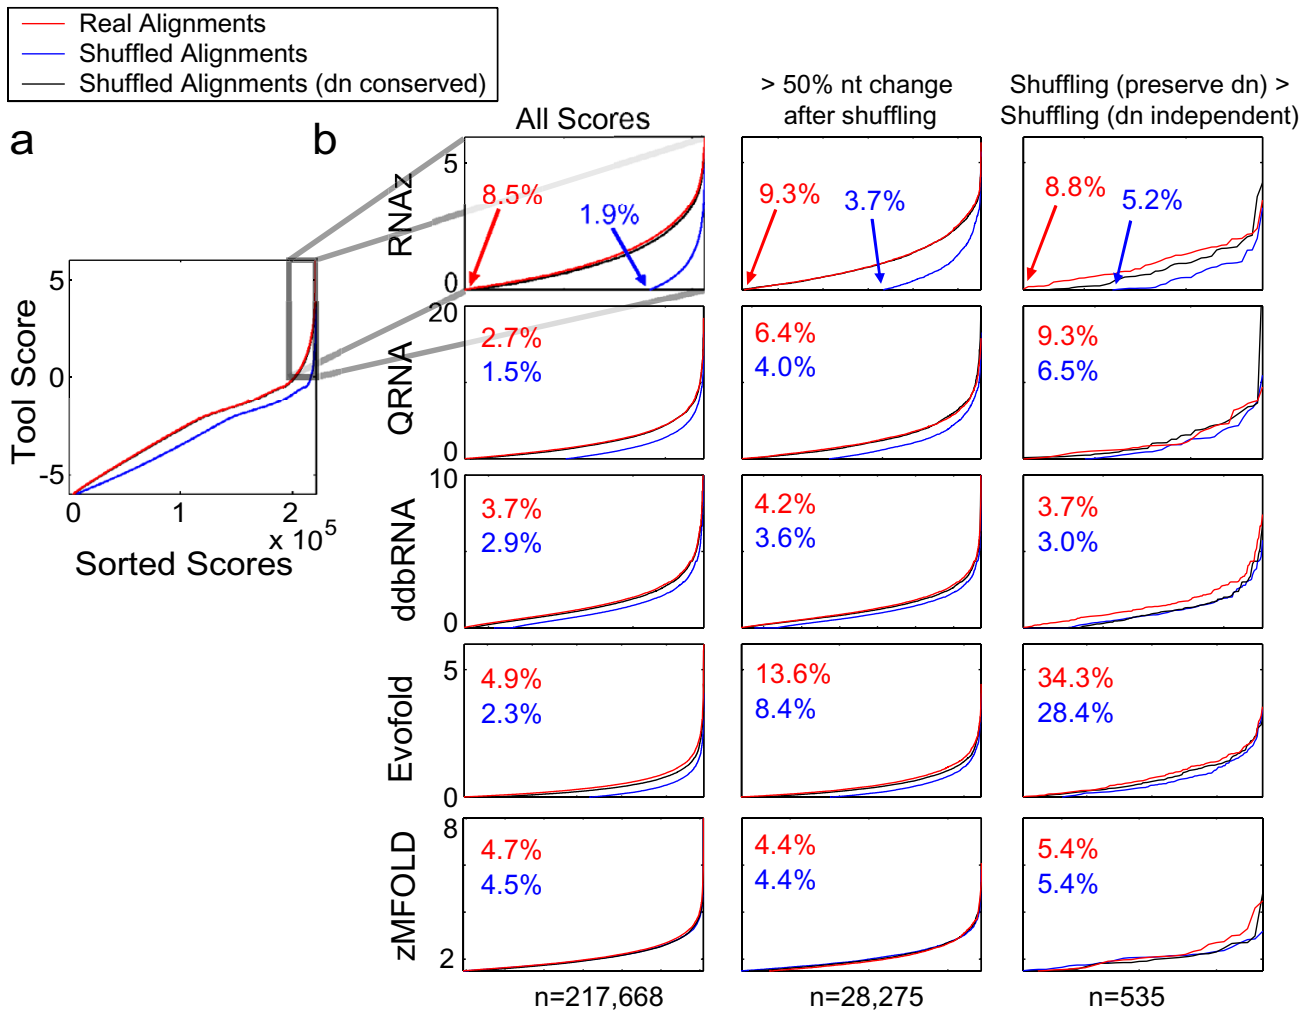 Real Alignments
Shuffled Alignments
Shuffled Alignments (dn conserved)
a
5
0
-5
Tool Score
0
1
2
x 10^5
Sorted Scores
b
All Scores
> 50% nt change
after shuffling
Shuffling (preserve dn) >
Shuffling (dn independent)
RNAz
5
0
8.5%
1.9%
9.3%
3.7%
8.8%
5.2%
QRNA
20
0
2.7%
1.5%
6.4%
4.0%
9.3%
6.5%
ddbRNA
10
0
3.7%
2.9%
4.2%
3.6%
3.7%
3.0%
Evofold
5
0
4.9%
2.3%
13.6%
8.4%
34.3%
28.4%
zMFOLD
8
2
4.7%
4.5%
4.4%
4.4%
5.4%
5.4%
n=217,668
n=28,275
n=535